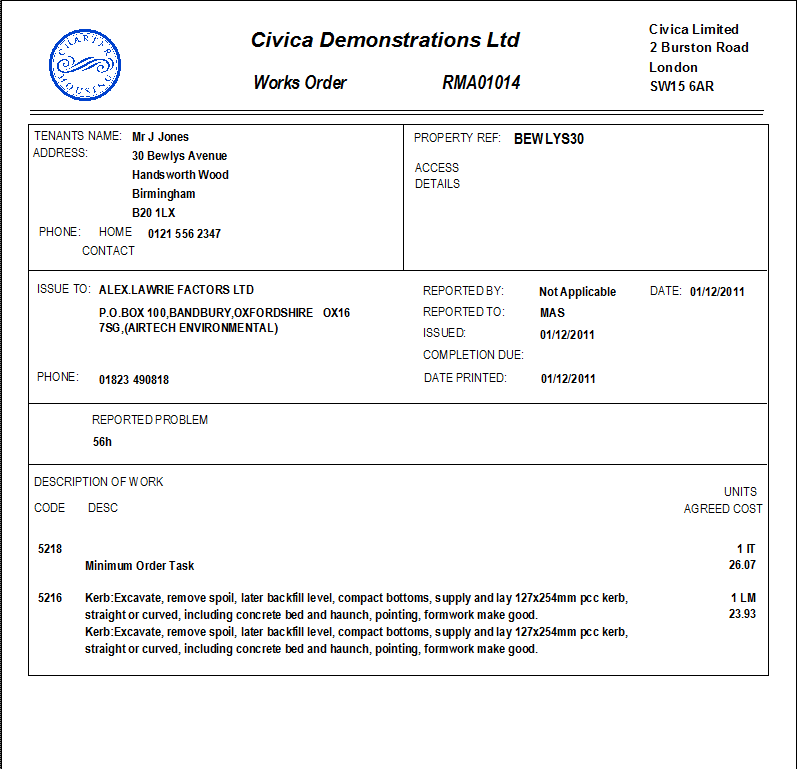 CHARTER HOUSING
Civica Demonstrations Ltd
Works Order RMA01014
Civica Limited
2 Burston Road
London
SW15 6AR
TENANTS NAME: Mr J Jones
ADDRESS: 30 Bewlys Avenue
Handsworth Wood
Birmingham
B20 1LX
PHONE: HOME 0121 556 2347
CONTACT
PROPERTY REF: BEWLYS30
ACCESS
DETAILS
ISSUE TO: ALEX.LAWRIE FACTORS LTD
P.O.BOX 100,BANDBURY,OXFORDSHIRE OX16
7SG,(AIRTECH ENVIRONMENTAL)
PHONE: 01823 490818
REPORTED BY: Not Applicable DATE: 01/12/2011
REPORTED TO: MAS
ISSUED: 01/12/2011
COMPLETION DUE:
DATE PRINTED: 01/12/2011
REPORTED PROBLEM
56h
DESCRIPTION OF WORK
UNITS
CODE DESC AGREED COST
5218 1 IT
Minimum Order Task 26.07
5216 Kerb:Excavate, remove spoil, later backfill level, compact bottoms, supply and lay 127x254mm pcc kerb, 1 LM
straight or curved, including concrete bed and haunch, pointing, formwork make good. 23.93
Kerb:Excavate, remove spoil, later backfill level, compact bottoms, supply and lay 127x254mm pcc kerb,
straight or curved, including concrete bed and haunch, pointing, formwork make good.